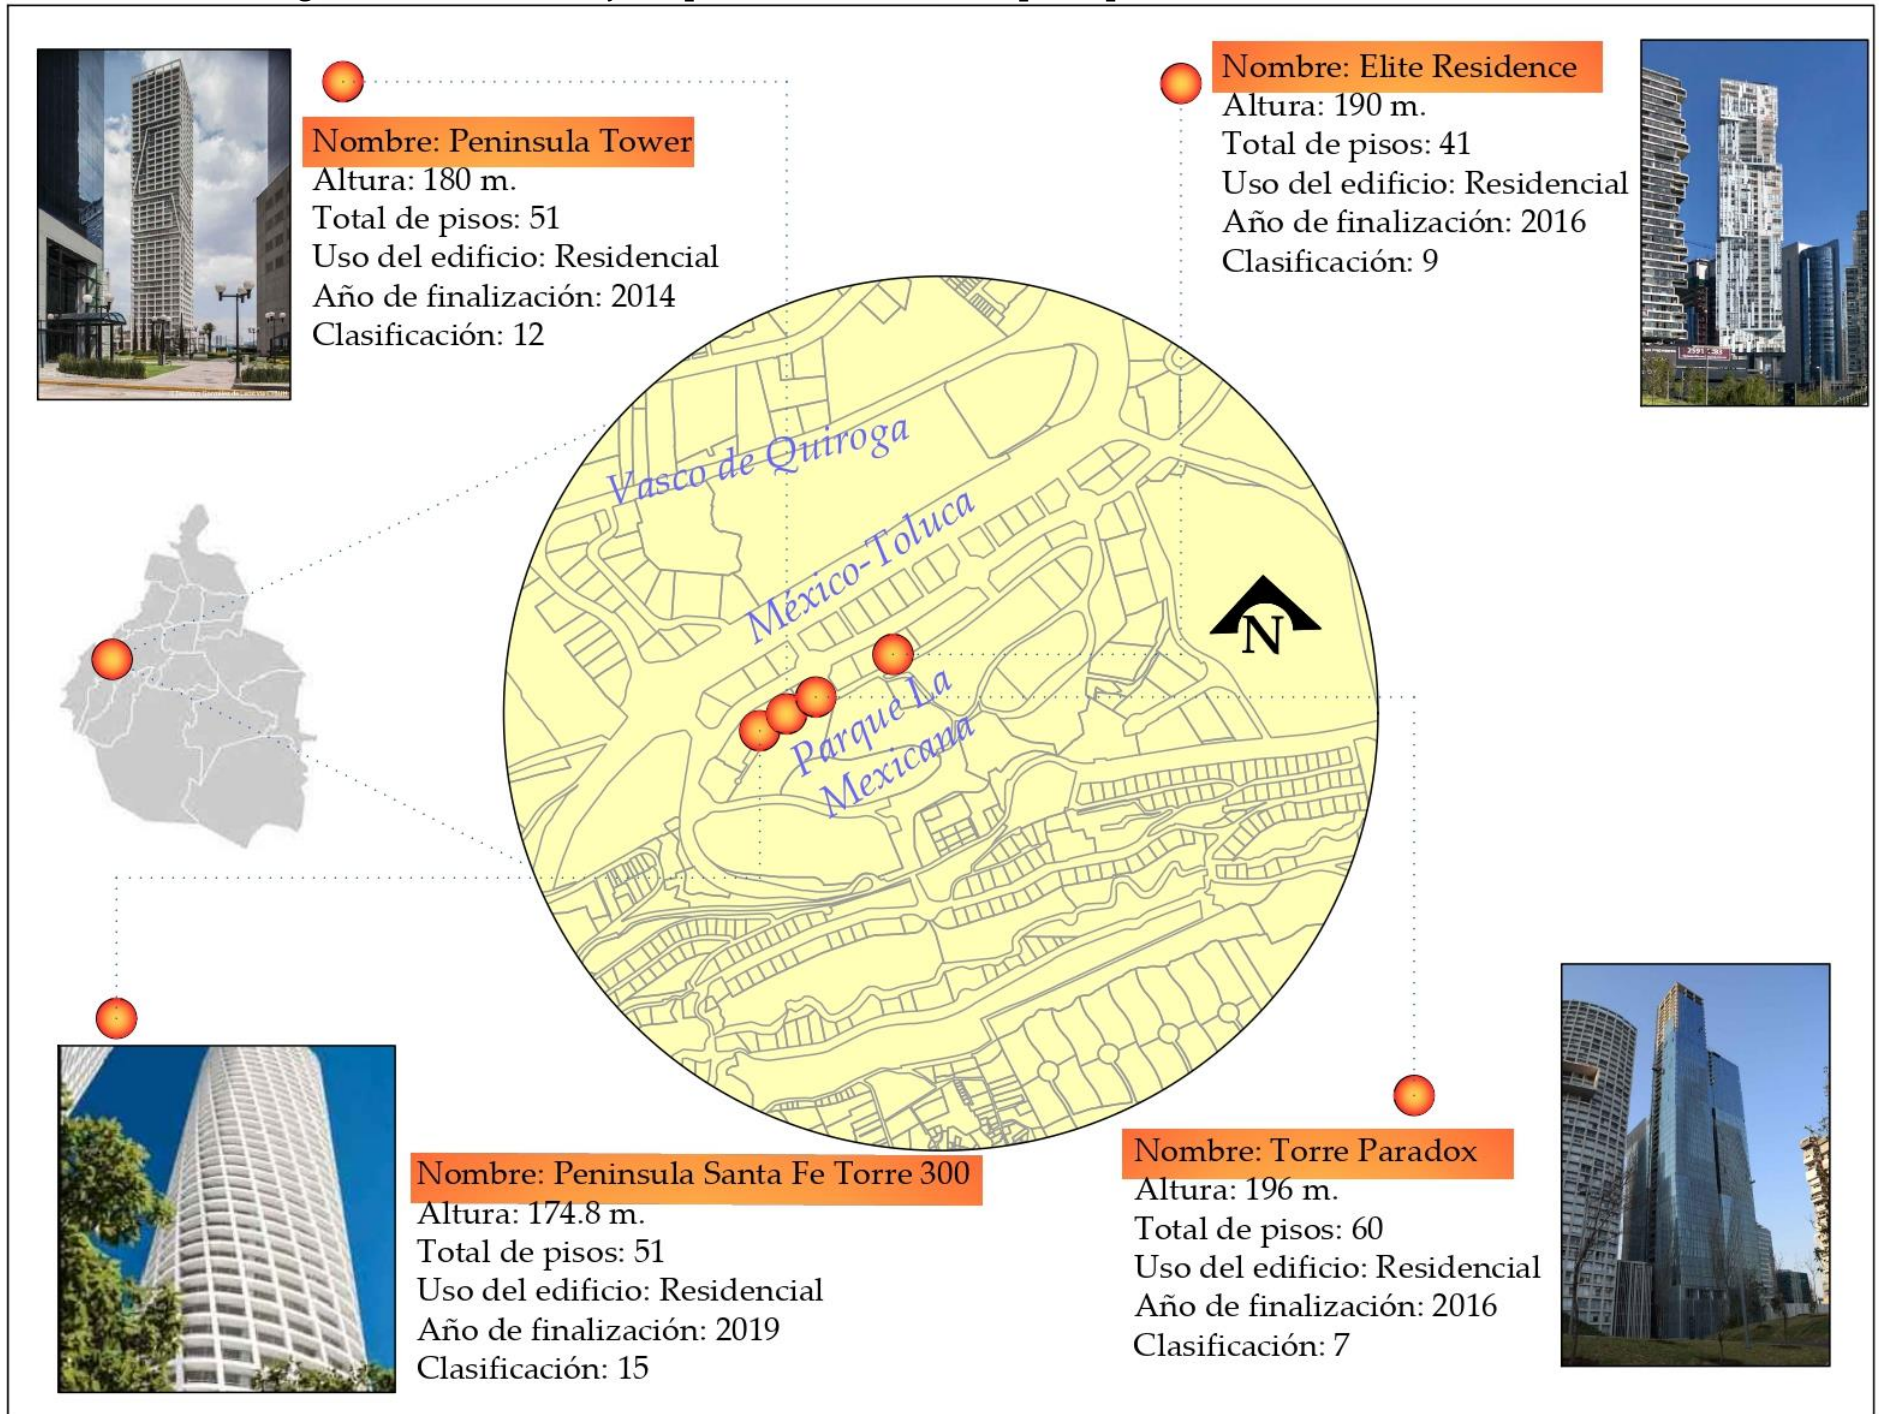 Nombre: Peninsula Tower
Altura: 180 m.
Total de pisos: 51
Uso del edificio: Residencial
Año de finalización: 2014
Clasificación: 12
Nombre: Elite Residence
Altura: 190 m.
Total de pisos: 41
Uso del edificio: Residencial
Año de finalización: 2016
Clasificación: 9
Vasco de Quiroga
México-Toluca
Parque La
Mexicana
N
Nombre: Peninsula Santa Fe Torre 300
Altura: 174.8 m.
Total de pisos: 51
Uso del edificio: Residencial
Año de finalización: 2019
Clasificación: 15
Nombre: Torre Paradox
Altura: 196 m.
Total de pisos: 60
Uso del edificio: Residencial
Año de finalización: 2016
Clasificación: 7